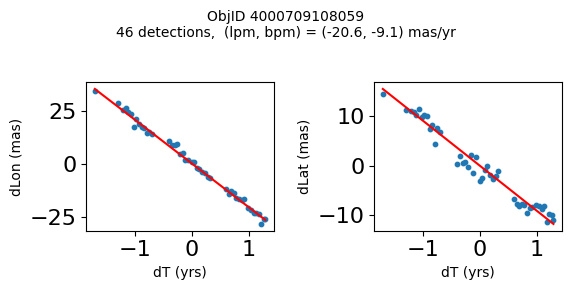 ObjID 4000709108059
46 detections,  (lpm, bpm) = (-20.6, -9.1) mas/yr
dLon (mas)
25
0
−25
−1
0
1
dT (yrs)
dLat (mas)
10
0
−10
−1
0
1
dT (yrs)